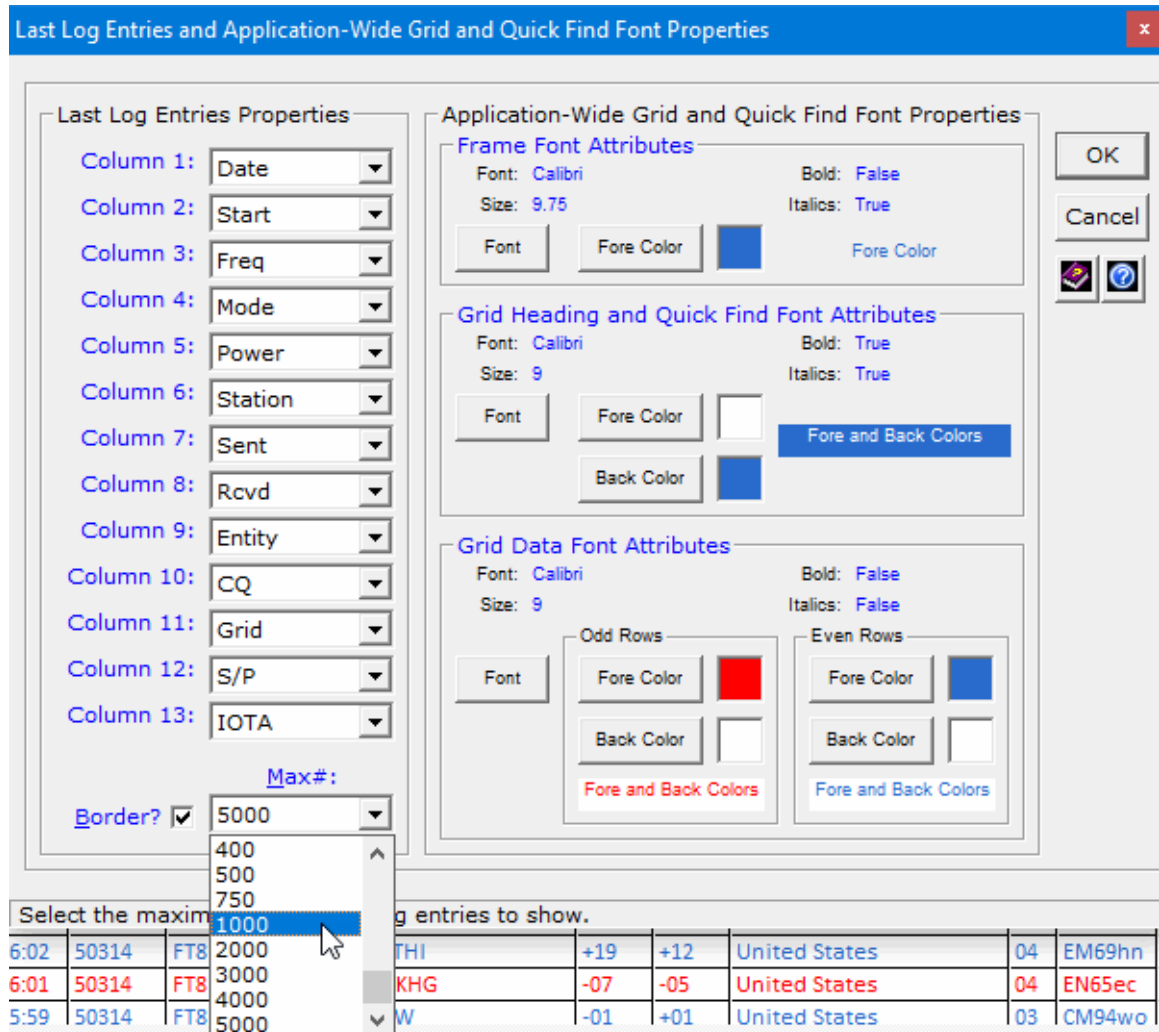 Last Log Entries and Application-Wide Grid and Quick Find Font Properties
x
Last Log Entries Properties
Column 1: Date
Column 2: Start
Column 3: Freq
Column 4: Mode
Column 5: Power
Column 6: Station
Column 7: Sent
Column 8: Rcvd
Column 9: Entity
Column 10: CQ
Column 11: Grid
Column 12: S/P
Column 13: IOTA
Max#:
Border? 5000
400
500
750
1000
2000
3000
4000
5000
Application-Wide Grid and Quick Find Font Properties
Frame Font Attributes
Font: Calibri Bold: False
Size: 9.75 Italics: True
Font Fore Color Fore Color
Grid Heading and Quick Find Font Attributes
Font: Calibri Bold: True
Size: 9 Italics: True
Font Fore Color Fore and Back Colors
Back Color
Grid Data Font Attributes
Font: Calibri Bold: False
Size: 9 Italics: False
Odd Rows Even Rows
Font Fore Color Fore Color
Back Color Back Color
Fore and Back Colors Fore and Back Colors
OK
Cancel
?
?
Select the maxim g entries to show.
6:02 50314 FT8 THI +19 +12 United States 04 EM69hn
6:01 50314 FT8 KHG -07 -05 United States 04 EN65ec
5:59 50314 FT8 W -01 +01 United States 03 CM94wo